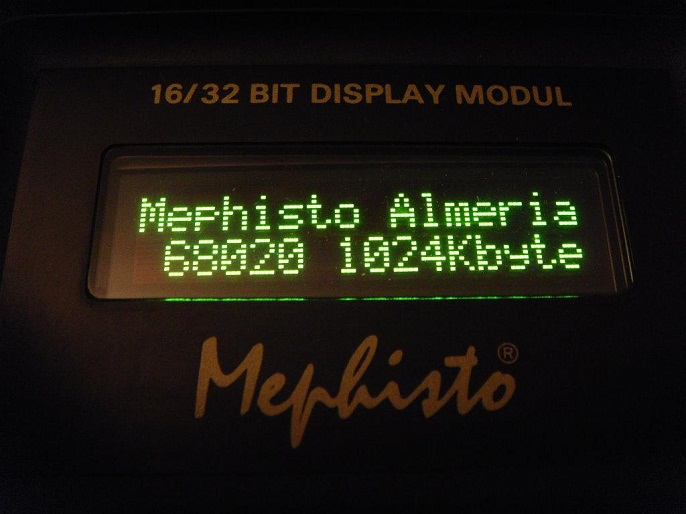 16/32 BIT DISPLAY MODUL
Mephisto Almeria
68020 1024Kbyte
Mephisto®